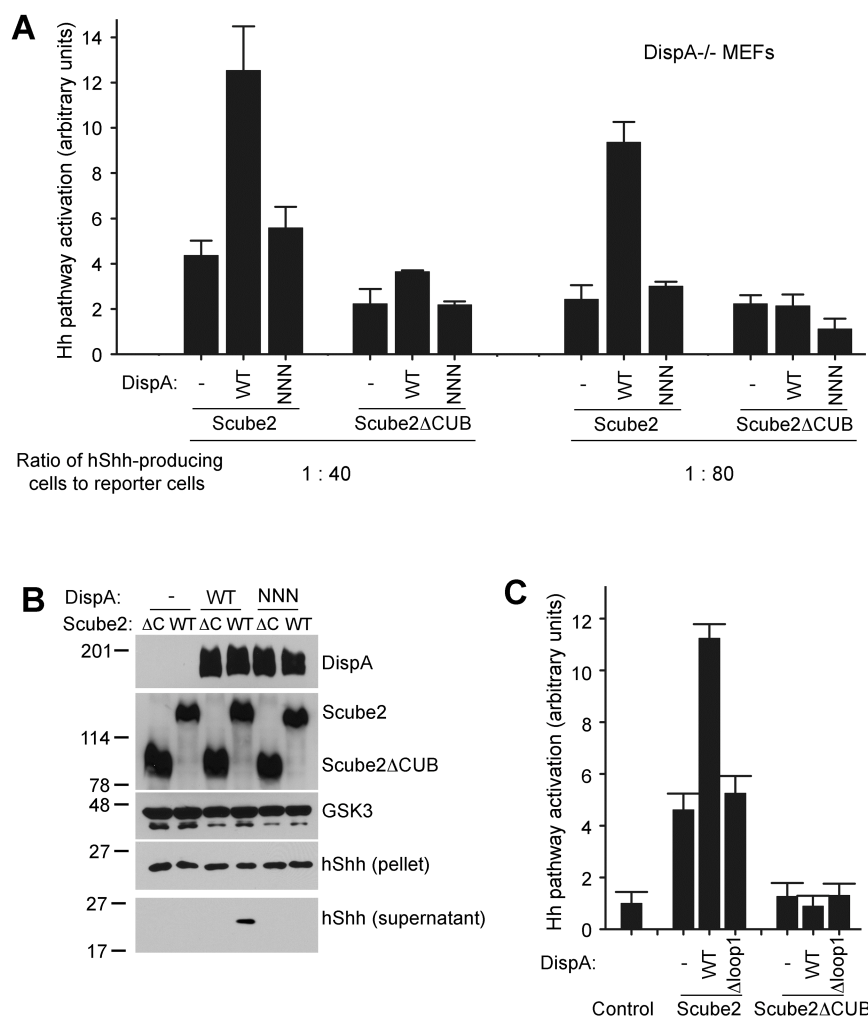 A
Hh pathway activation (arbitrary units)
14
12
10
8
6
4
2
0
DispA-/- MEFs
DispA: - WT NNN - WT NNN - WT NNN - WT NNN
Scube2 Scube2ΔCUB Scube2 Scube2ΔCUB
Ratio of hShh-producing
cells to reporter cells
1 : 40 1 : 80
B
DispA: - WT NNN
Scube2: ΔC WT ΔC WT ΔC WT
201 DispA
Scube2
114
Scube2ΔCUB
78
48 GSK3
27
hShh (pellet)
27
hShh (supernatant)
17
C
Hh pathway activation (arbitrary units)
12
10
8
6
4
2
0
DispA: - WT Δloop1 - WT Δloop1
Control Scube2 Scube2ΔCUB